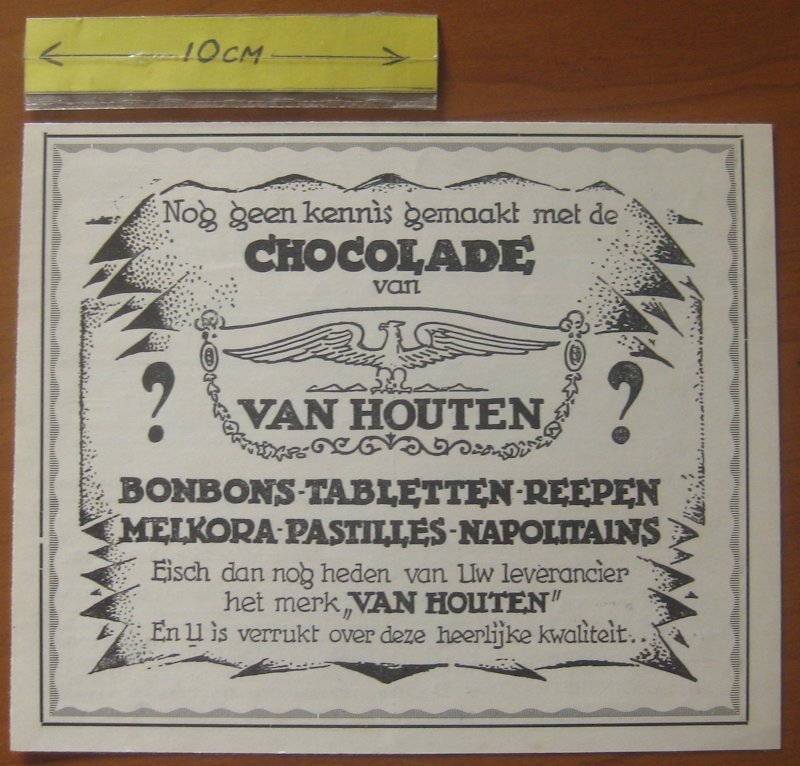 10CM
Nog geen kennis gemaakt met de
CHOCOLADE
van
? ?
VAN HOUTEN
BONBONS-TABLETTEN-REEPEN
MELKORA-PASTILLES-NAPOLITAINS
Eisch dan nog heden van Uw leverancier
het merk „VAN HOUTEN”
En U is verrukt over deze heerlijke kwaliteit..